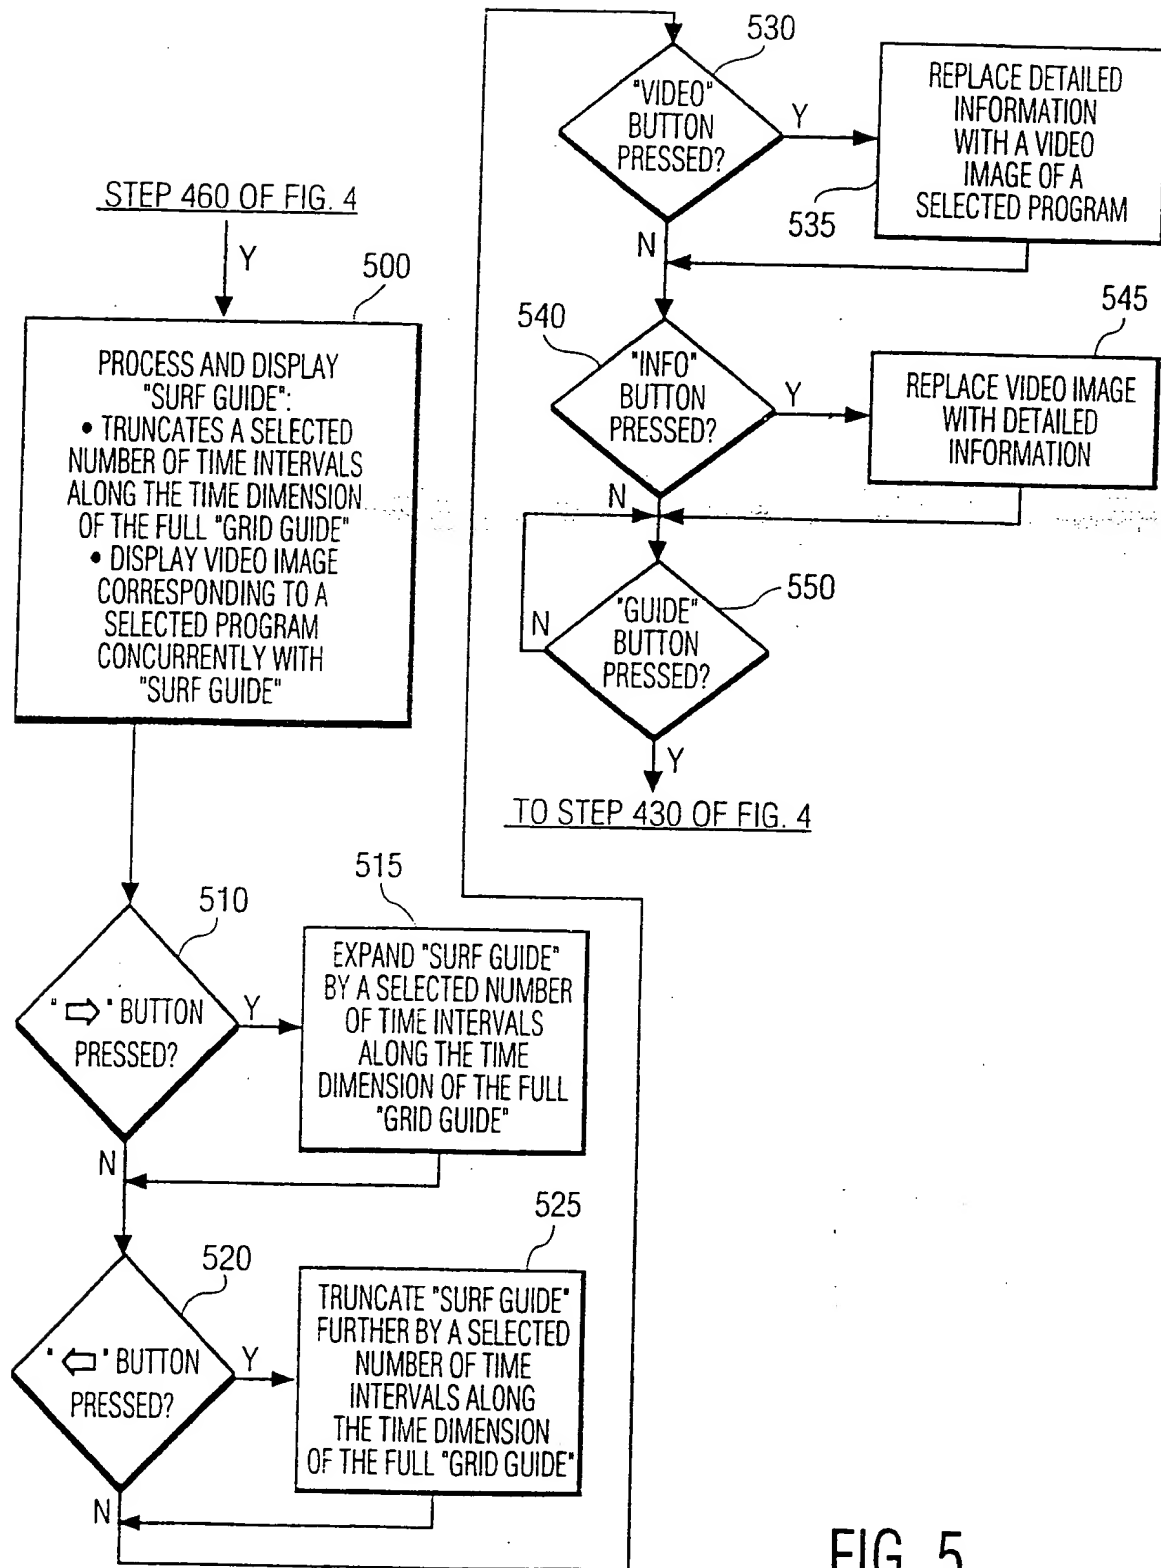 STEP 460 OF FIG. 4
Y
500
PROCESS AND DISPLAY
"SURF GUIDE":
• TRUNCATES A SELECTED
NUMBER OF TIME INTERVALS
ALONG THE TIME DIMENSION
OF THE FULL "GRID GUIDE"
• DISPLAY VIDEO IMAGE
CORRESPONDING TO A
SELECTED PROGRAM
CONCURRENTLY WITH
"SURF GUIDE"
510
"⇨" BUTTON
PRESSED?
Y
N
515
EXPAND "SURF GUIDE"
BY A SELECTED NUMBER
OF TIME INTERVALS
ALONG THE TIME
DIMENSION OF THE FULL
"GRID GUIDE"
520
"⇦" BUTTON
PRESSED?
Y
N
525
TRUNCATE "SURF GUIDE"
FURTHER BY A SELECTED
NUMBER OF TIME
INTERVALS ALONG
THE TIME DIMENSION
OF THE FULL "GRID GUIDE"
530
"VIDEO"
BUTTON
PRESSED?
Y
N
REPLACE DETAILED
INFORMATION
WITH A VIDEO
IMAGE OF A
SELECTED PROGRAM
535
540
"INFO"
BUTTON
PRESSED?
Y
N
545
REPLACE VIDEO IMAGE
WITH DETAILED
INFORMATION
550
"GUIDE"
BUTTON
PRESSED?
N
Y
TO STEP 430 OF FIG. 4
FIG. 5